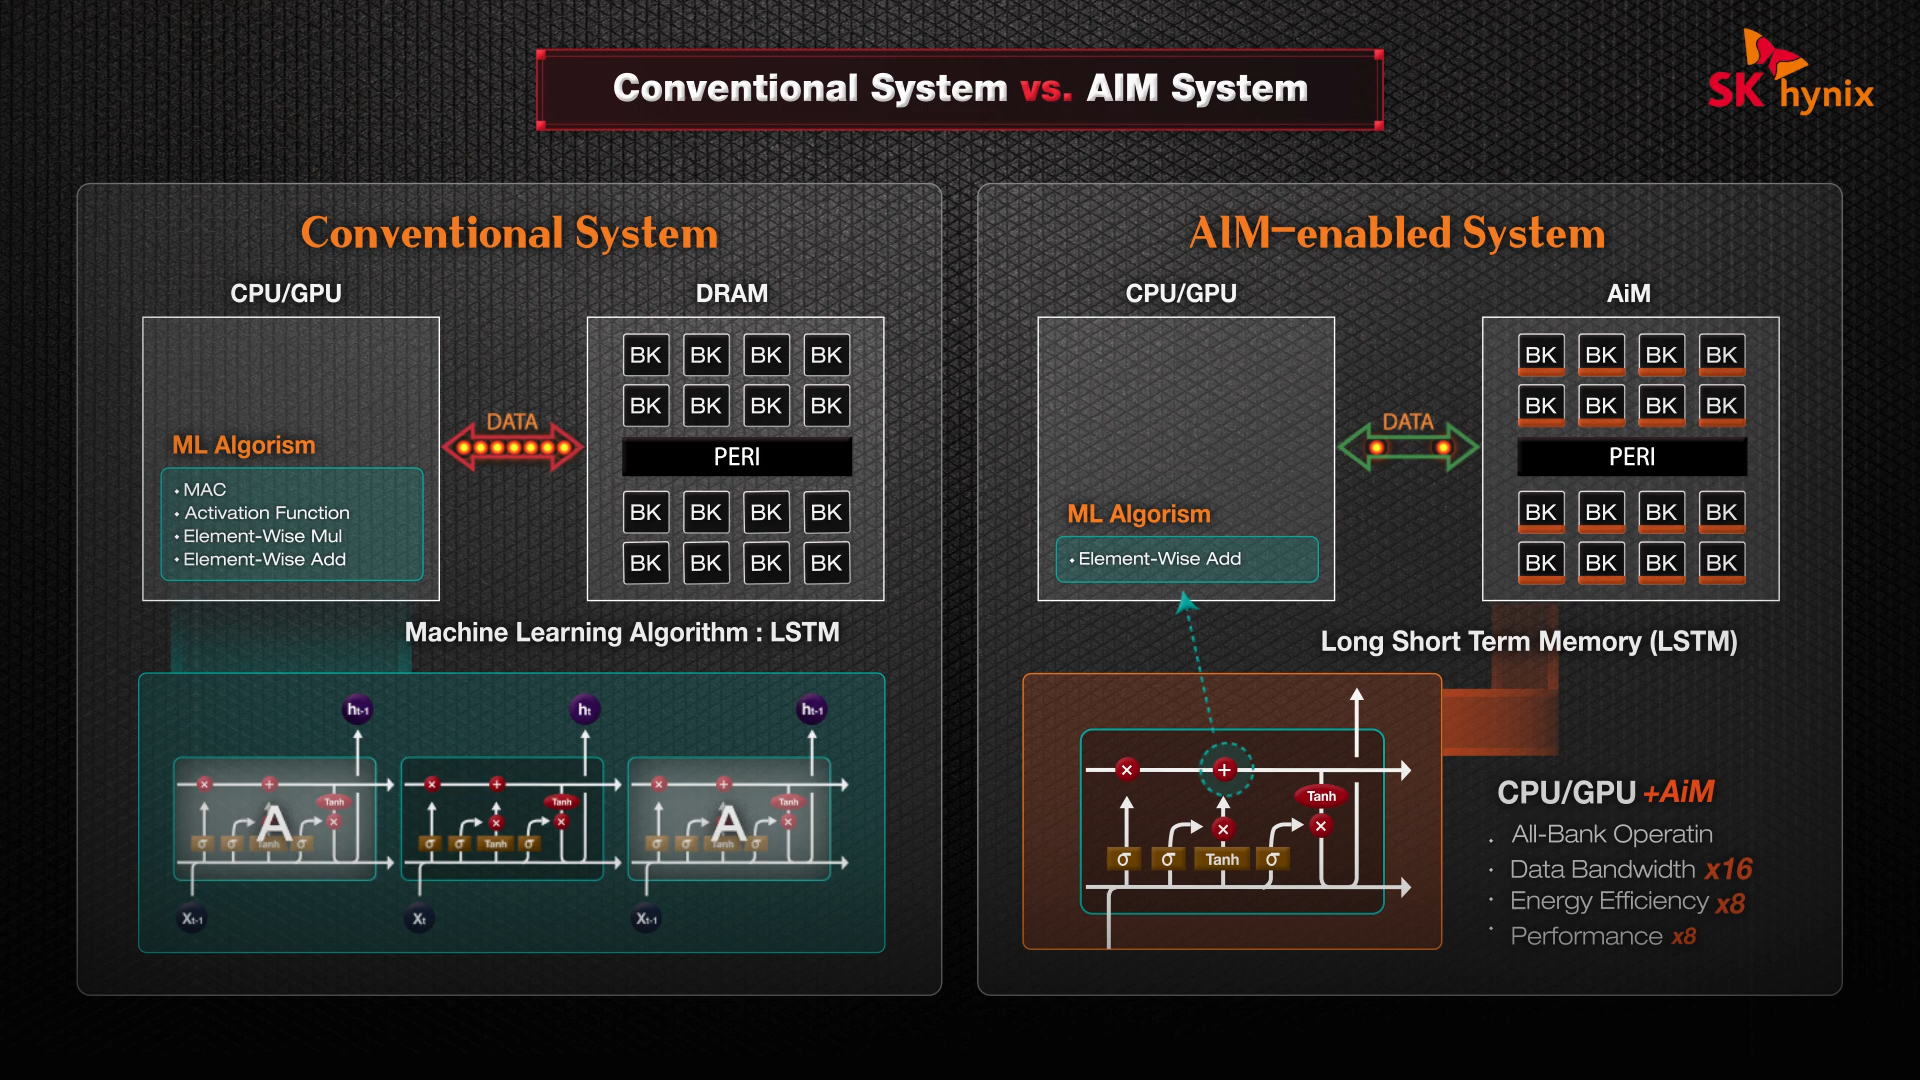 Conventional System vs. AIM System
SK hynix
Conventional System
CPU/GPU
DRAM
ML Algorism
• MAC
• Activation Function
• Element-Wise Mul
• Element-Wise Add
DATA
BK BK BK BK
BK BK BK BK
PERI
BK BK BK BK
BK BK BK BK
Machine Learning Algorithm : LSTM
ht-1 ht ht-1
× + × + × +
Tanh Tanh Tanh
A × × × A ×
σ σ Tanh σ σ σ Tanh σ σ σ Tanh σ
Xt-1 Xt Xt-1
AIM-enabled System
CPU/GPU
AiM
ML Algorism
• Element-Wise Add
DATA
BK BK BK BK
BK BK BK BK
PERI
BK BK BK BK
BK BK BK BK
Long Short Term Memory (LSTM)
× +
Tanh
× ×
σ σ Tanh σ
CPU/GPU +AiM
· All-Bank Operatin
· Data Bandwidth x16
· Energy Efficiency x8
· Performance x8